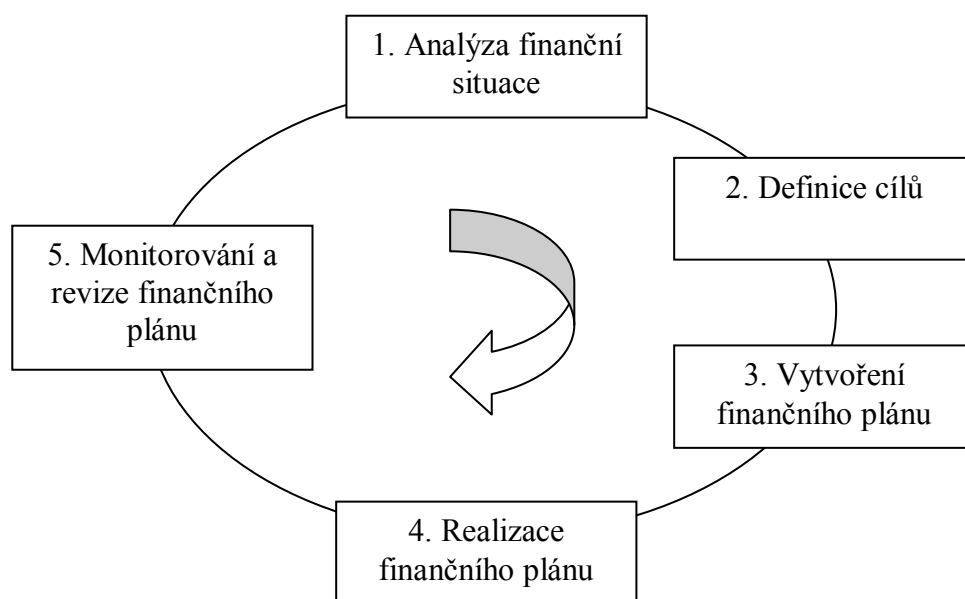 1. Analýza finanční
situace
2. Definice cílů
3. Vytvoření
finančního plánu
4. Realizace
finančního plánu
5. Monitorování a
revize finančního
plánu